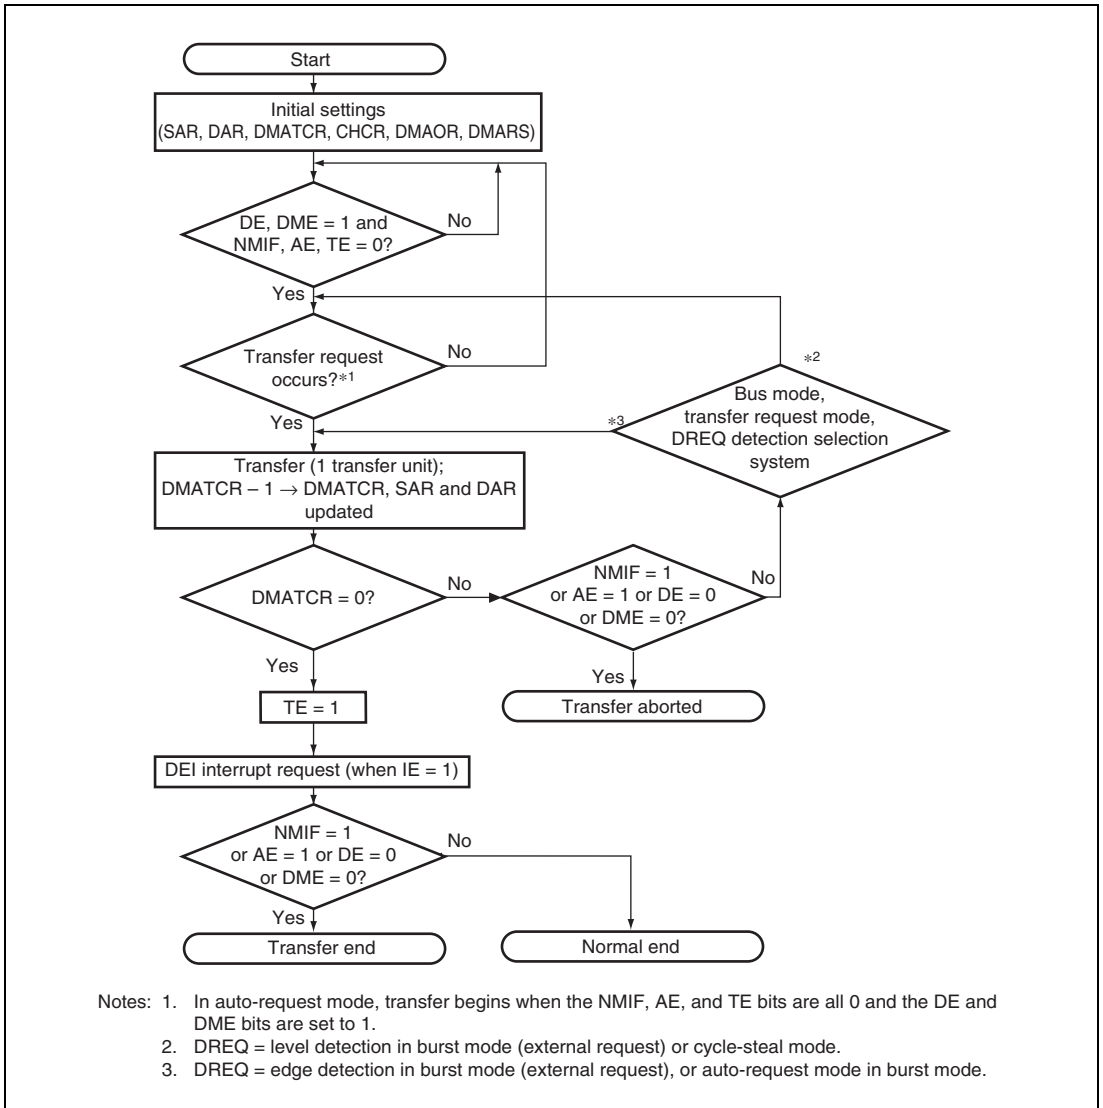 Start
Initial settings
(SAR, DAR, DMATCR, CHCR, DMAOR, DMARS)
DE, DME = 1 and
NMIF, AE, TE = 0?
No
Yes
Transfer request
occurs?*1
No
Yes
*2
Bus mode,
transfer request mode,
DREQ detection selection
system
*3
Transfer (1 transfer unit);
DMATCR – 1 → DMATCR, SAR and DAR
updated
DMATCR = 0?
No
NMIF = 1
or AE = 1 or DE = 0
or DME = 0?
No
Yes
Yes
Transfer aborted
TE = 1
DEI interrupt request (when IE = 1)
NMIF = 1
or AE = 1 or DE = 0
or DME = 0?
No
Yes
Transfer end
Normal end
Notes: 1. In auto-request mode, transfer begins when the NMIF, AE, and TE bits are all 0 and the DE and
DME bits are set to 1.
2. DREQ = level detection in burst mode (external request) or cycle-steal mode.
3. DREQ = edge detection in burst mode (external request), or auto-request mode in burst mode.